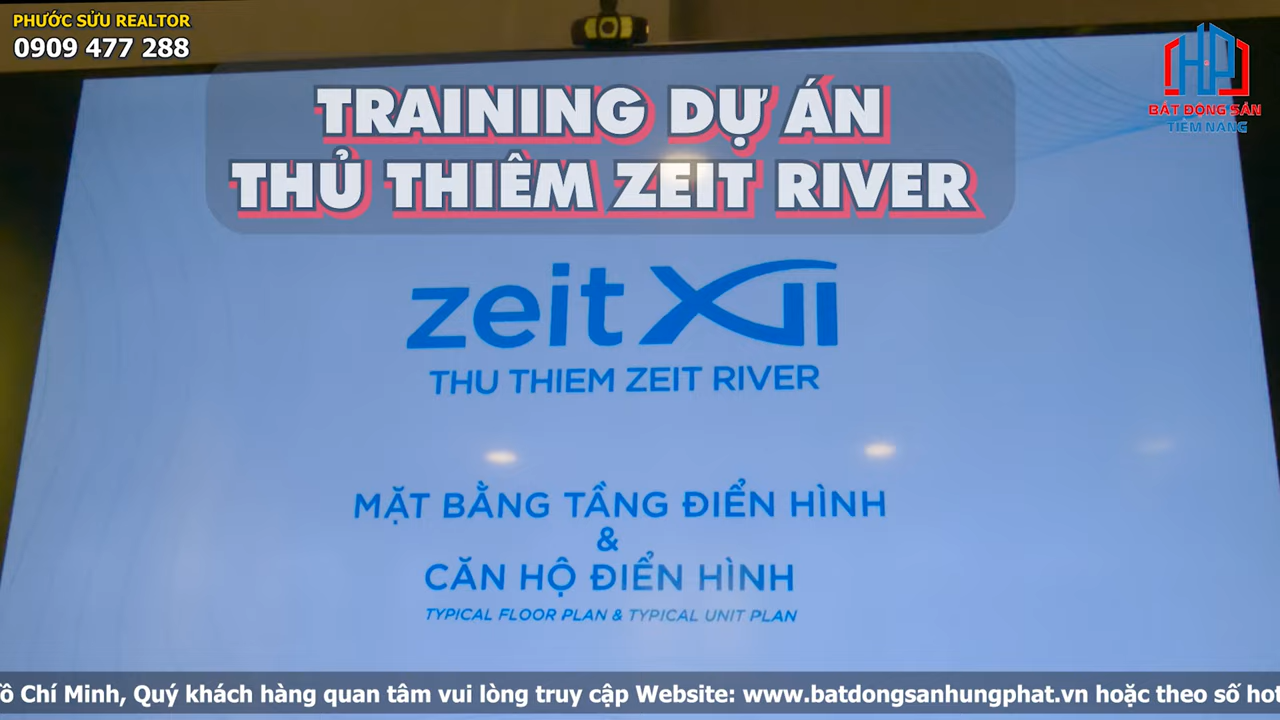 PHƯỚC SỬU REALTOR
0909 477 288
BẤT ĐỘNG SẢN
TIỀM NĂNG
TRAINING DỰ ÁN
THỦ THIÊM ZEIT RIVER
zeit XII
THU THIEM ZEIT RIVER
MẶT BẰNG TẦNG ĐIỂN HÌNH
&
CĂN HỘ ĐIỂN HÌNH
TYPICAL FLOOR PLAN & TYPICAL UNIT PLAN
Chí Minh, Quý khách hàng quan tâm vui lòng truy cập Website: www.batdongsanhungphat.vn hoặc theo số